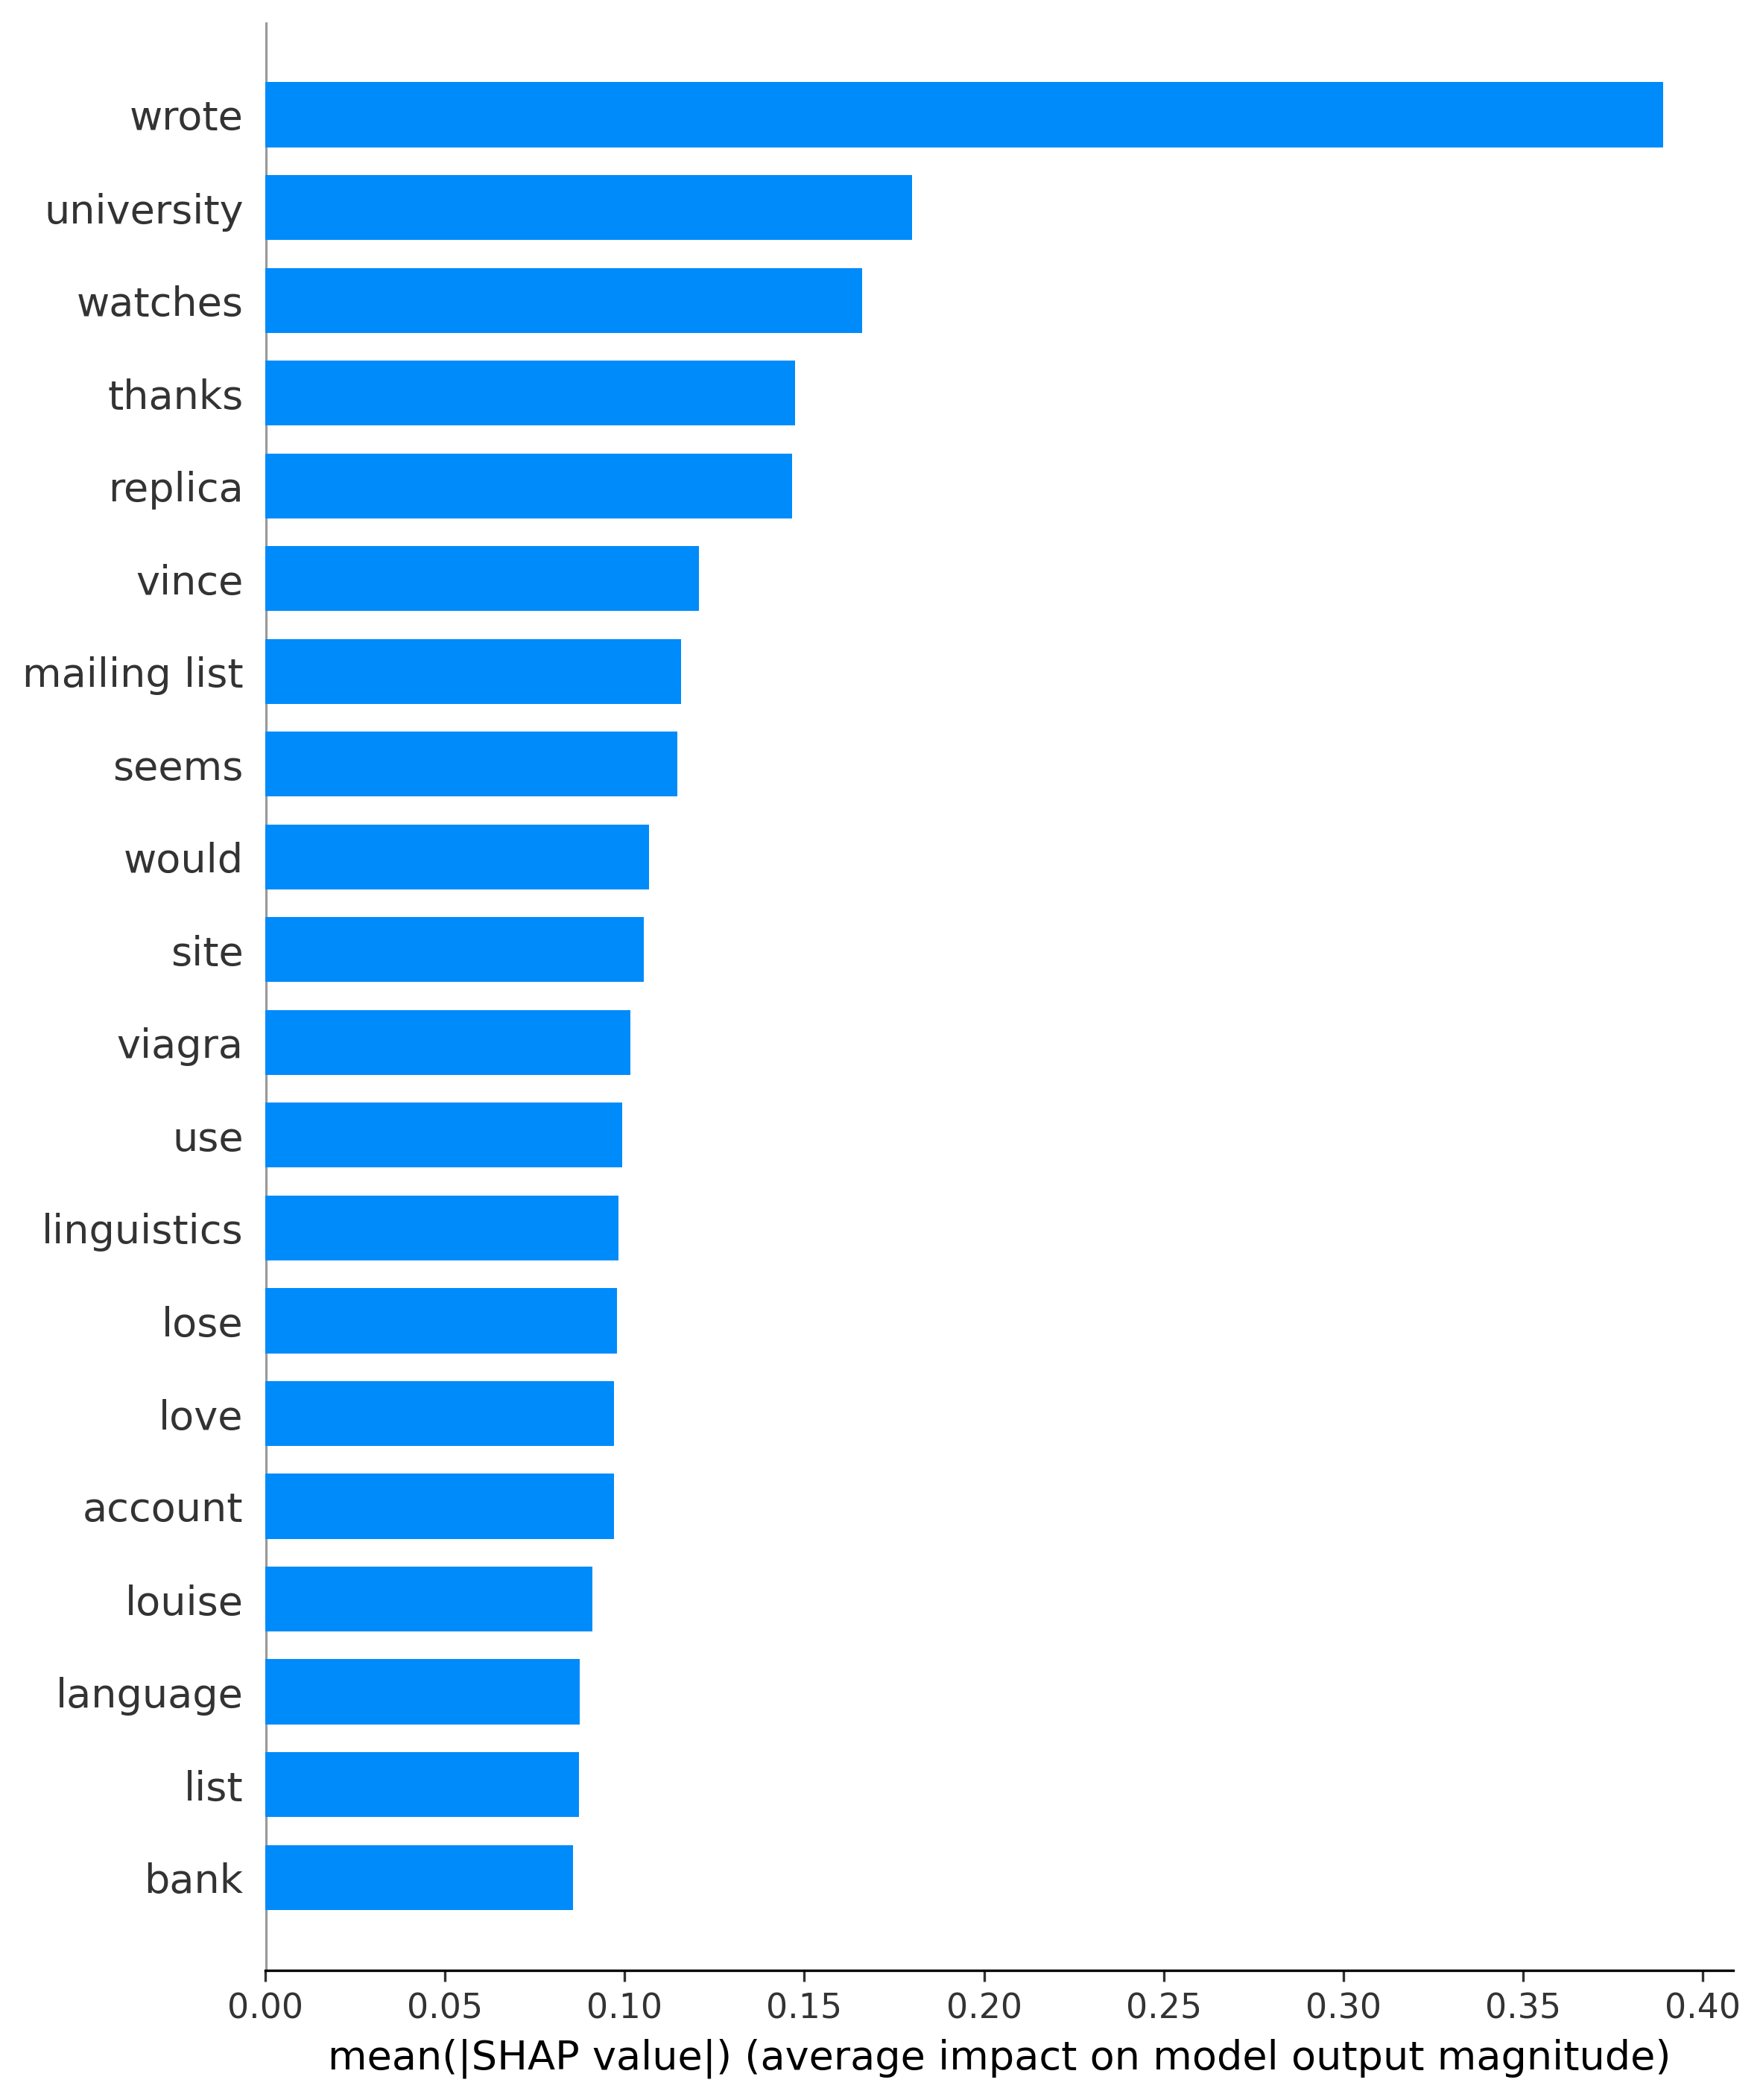 wrote
university
watches
thanks
replica
vince
mailing list
seems
would
site
viagra
use
linguistics
lose
love
account
louise
language
list
bank
0.00 0.05 0.10 0.15 0.20 0.25 0.30 0.35 0.40
mean(|SHAP value|) (average impact on model output magnitude)